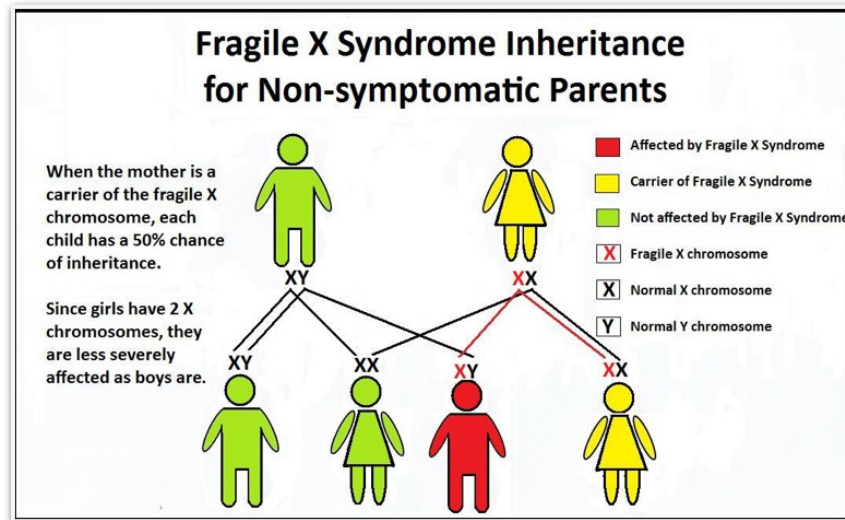 Fragile X Syndrome Inheritance
for Non-symptomatic Parents
When the mother is a
carrier of the fragile X
chromosome, each
child has a 50% chance
of inheritance.
Since girls have 2 X
chromosomes, they
are less severely
affected as boys are.
Affected by Fragile X Syndrome
Carrier of Fragile X Syndrome
Not affected by Fragile X Syndrome
X Fragile X chromosome
X Normal X chromosome
Y Normal Y chromosome
XY XX
XY XX XY XX